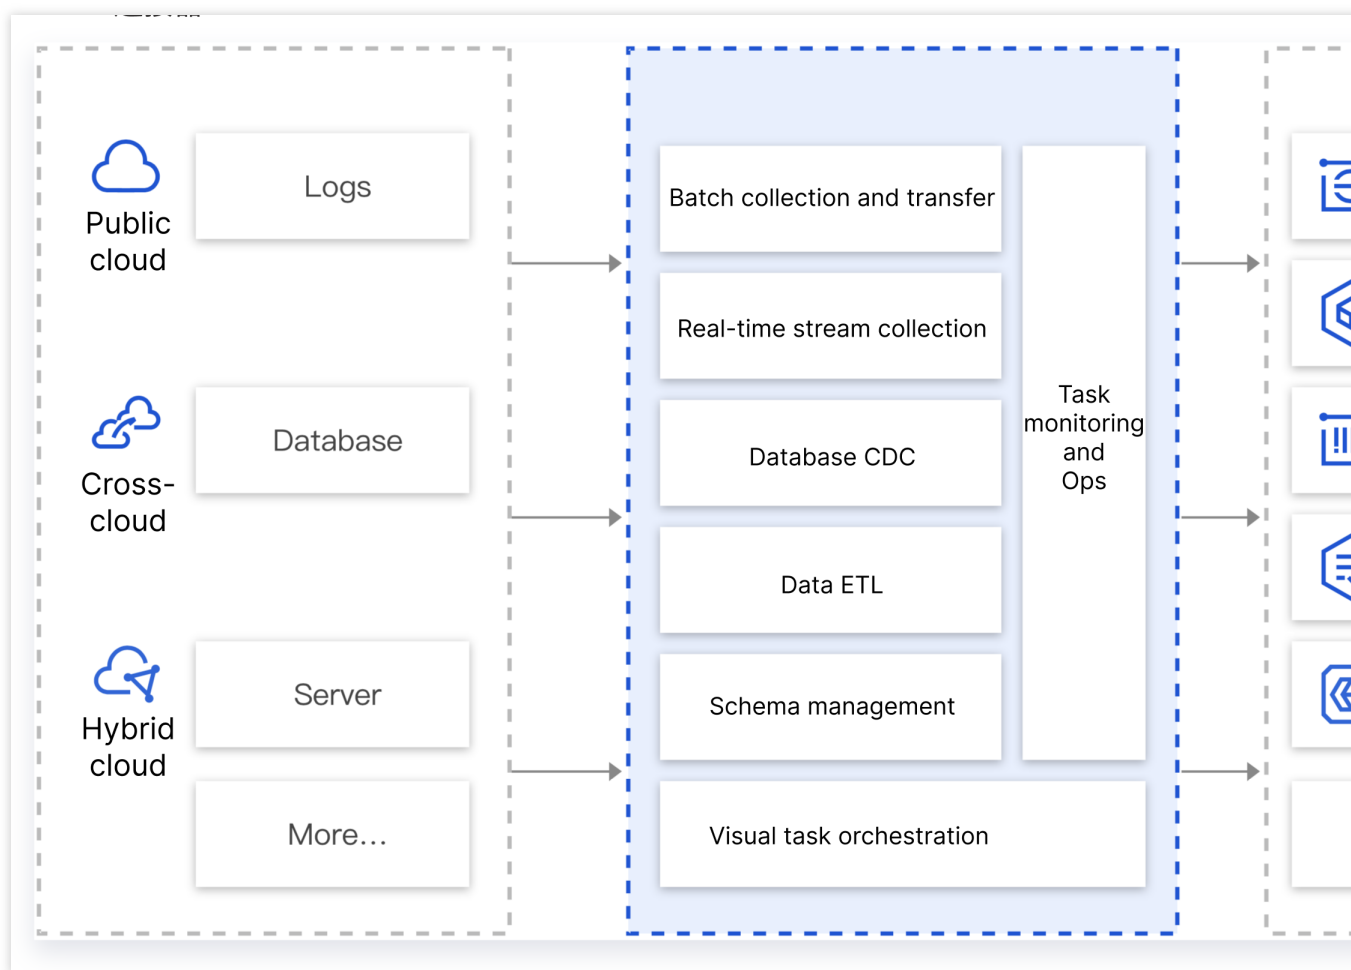 Public
cloud
Logs
Cross-
cloud
Database
Hybrid
cloud
Server
More...
Batch collection and transfer
Real-time stream collection
Database CDC
Data ETL
Schema management
Visual task orchestration
Task
monitoring
and
Ops